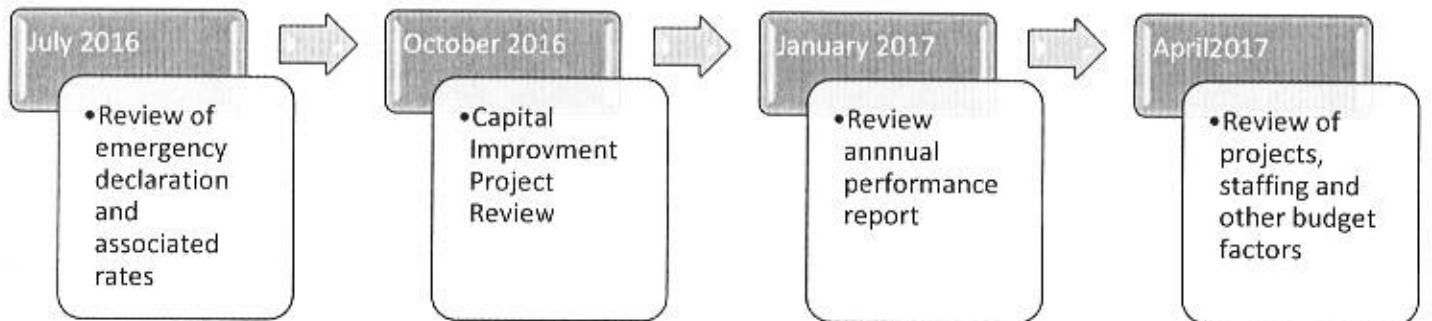 July 2016
•Review of
emergency
declaration
and
associated
rates
October 2016
•Capital
Improvment
Project
Review
January 2017
•Review
annnual
performance
report
April2017
•Review of
projects,
staffing and
other budget
factors